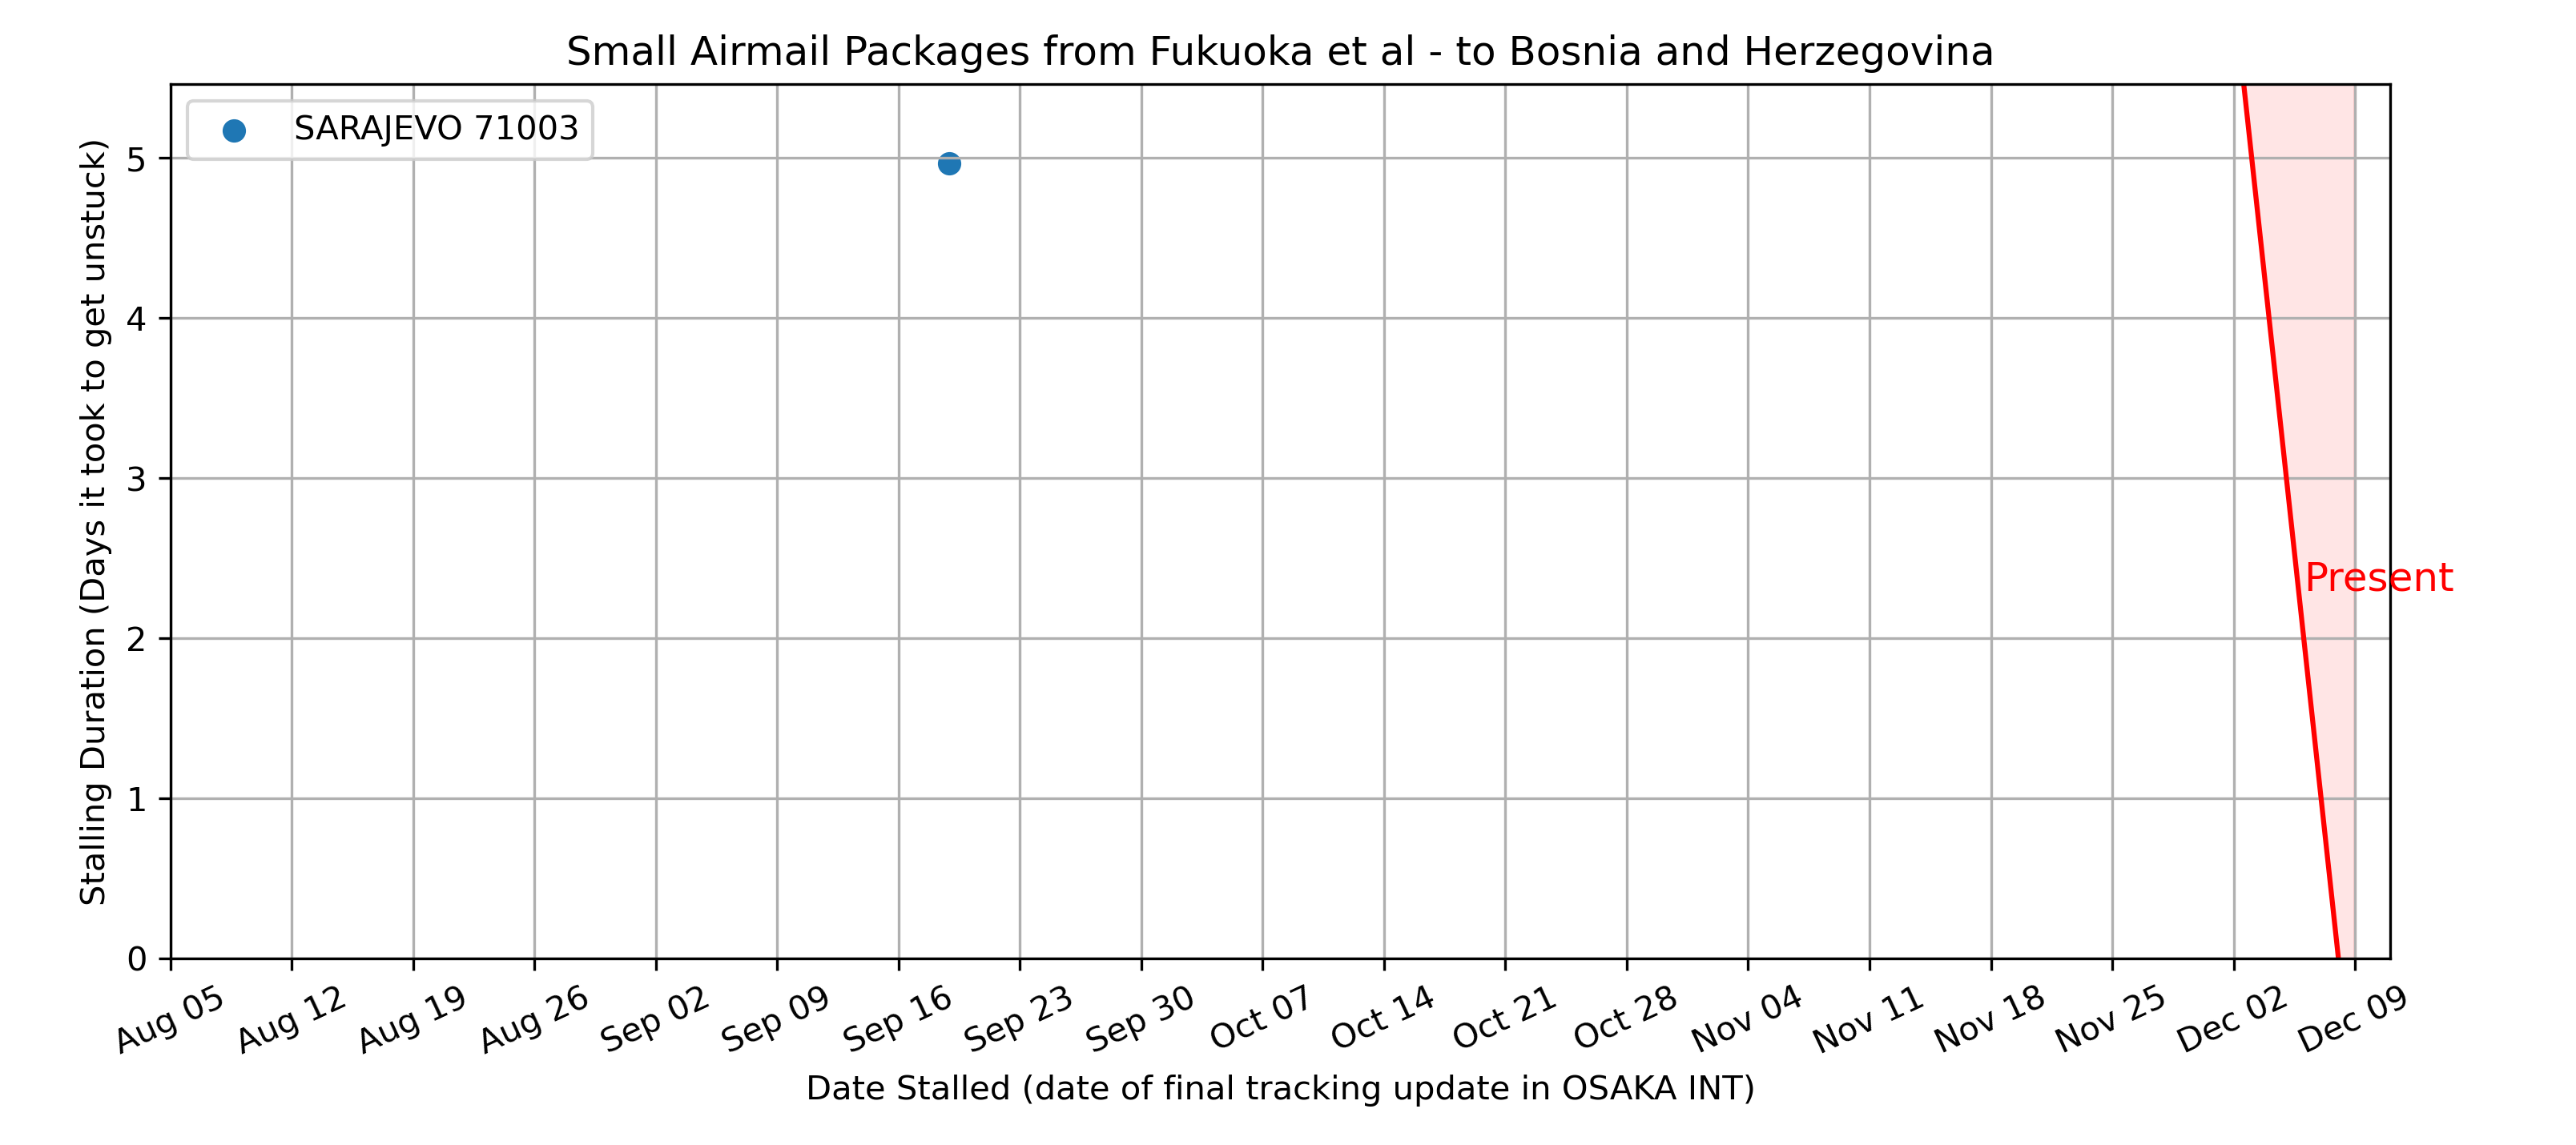 Small Airmail Packages from Fukuoka et al - to Bosnia and Herzegovina
SARAJEVO 71003
Stalling Duration (Days it took to get unstuck)
5
4
3
2
1
0
Present
Aug 05
Aug 12
Aug 19
Aug 26
Sep 02
Sep 09
Sep 16
Sep 23
Sep 30
Oct 07
Oct 14
Oct 21
Oct 28
Nov 04
Nov 11
Nov 18
Nov 25
Dec 02
Dec 09
Date Stalled (date of final tracking update in OSAKA INT)